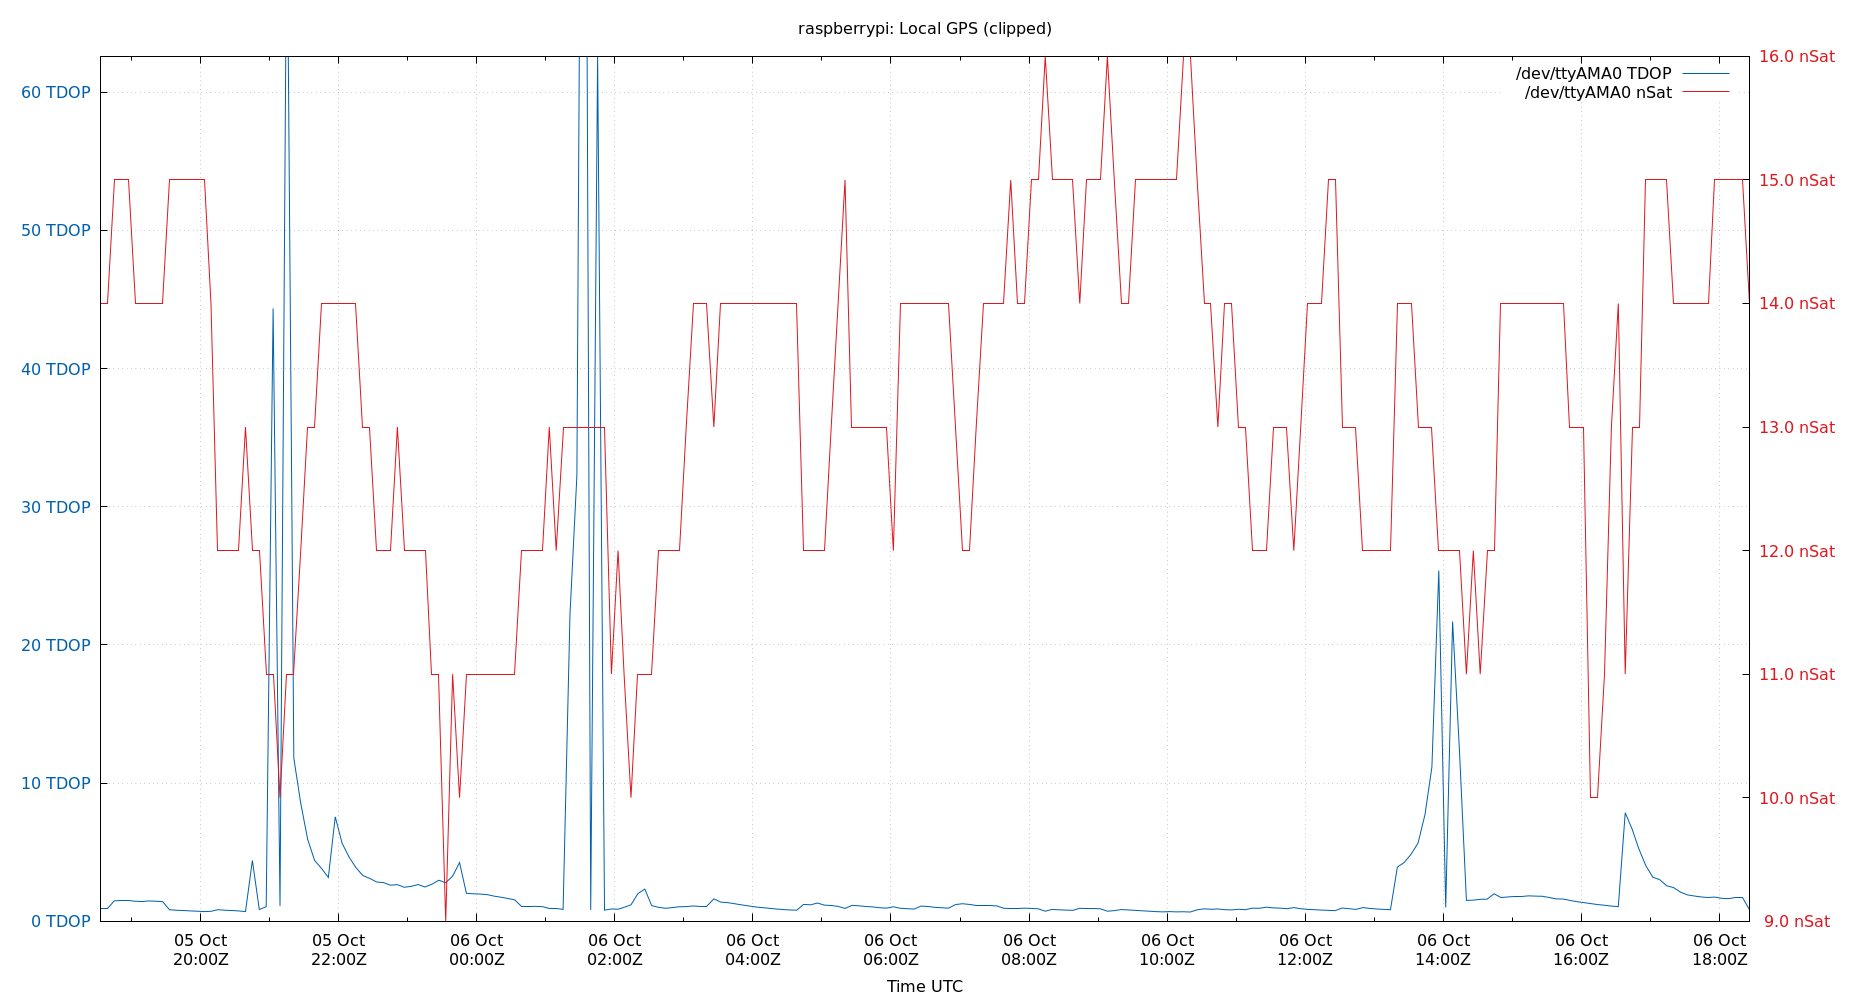 raspberrypi: Local GPS (clipped)
/dev/ttyAMA0 TDOP
/dev/ttyAMA0 nSat
60 TDOP
50 TDOP
40 TDOP
30 TDOP
20 TDOP
10 TDOP
0 TDOP
16.0 nSat
15.0 nSat
14.0 nSat
13.0 nSat
12.0 nSat
11.0 nSat
10.0 nSat
9.0 nSat
05 Oct
20:00Z
05 Oct
22:00Z
06 Oct
00:00Z
06 Oct
02:00Z
06 Oct
04:00Z
06 Oct
06:00Z
06 Oct
08:00Z
06 Oct
10:00Z
06 Oct
12:00Z
06 Oct
14:00Z
06 Oct
16:00Z
06 Oct
18:00Z
Time UTC